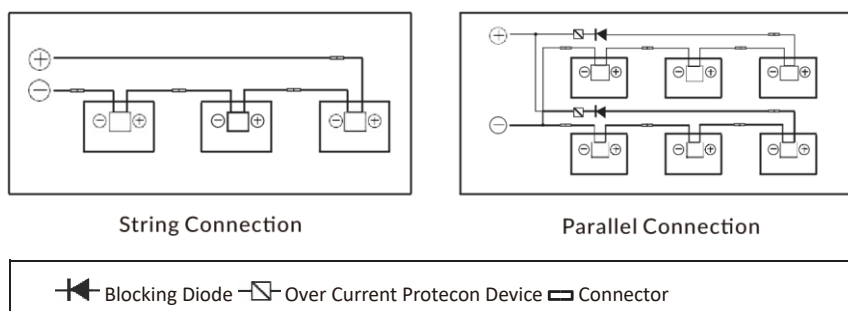 String Connection
Parallel Connection
Blocking Diode Over Current Protecon Device Connector